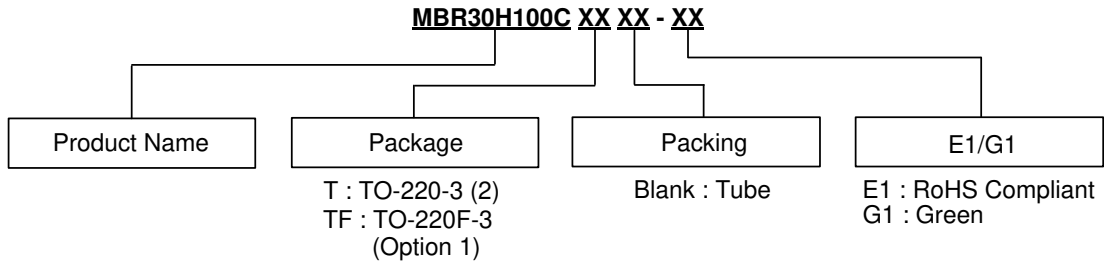 MBR30H100C XX XX - XX
Product Name
Package
Packing
E1/G1
T : TO-220-3 (2)
TF : TO-220F-3
(Option 1)
Blank : Tube
E1 : RoHS Compliant
G1 : Green